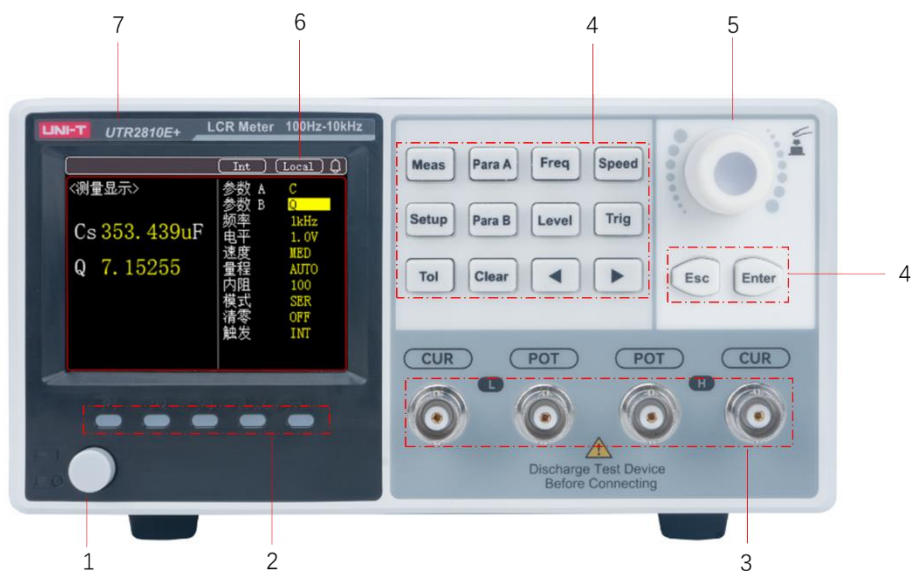 7
6
4
5
UNI-T UTR2810E+ LCR Meter 100Hz-10kHz
Int Local
<测量显示>
Cs 353.439uF
Q 7.15255
参数 A C
参数 B Q
频率 1kHz
电平 1.0V
速度 MED
量程 AUTO
内阻 100
模式 SER
清零 OFF
触发 INT
Meas Para A Freq Speed
Setup Para B Level Trig
Tol Clear
Esc Enter
4
CUR POT POT CUR
L H
Discharge Test Device
Before Connecting
1
2
3